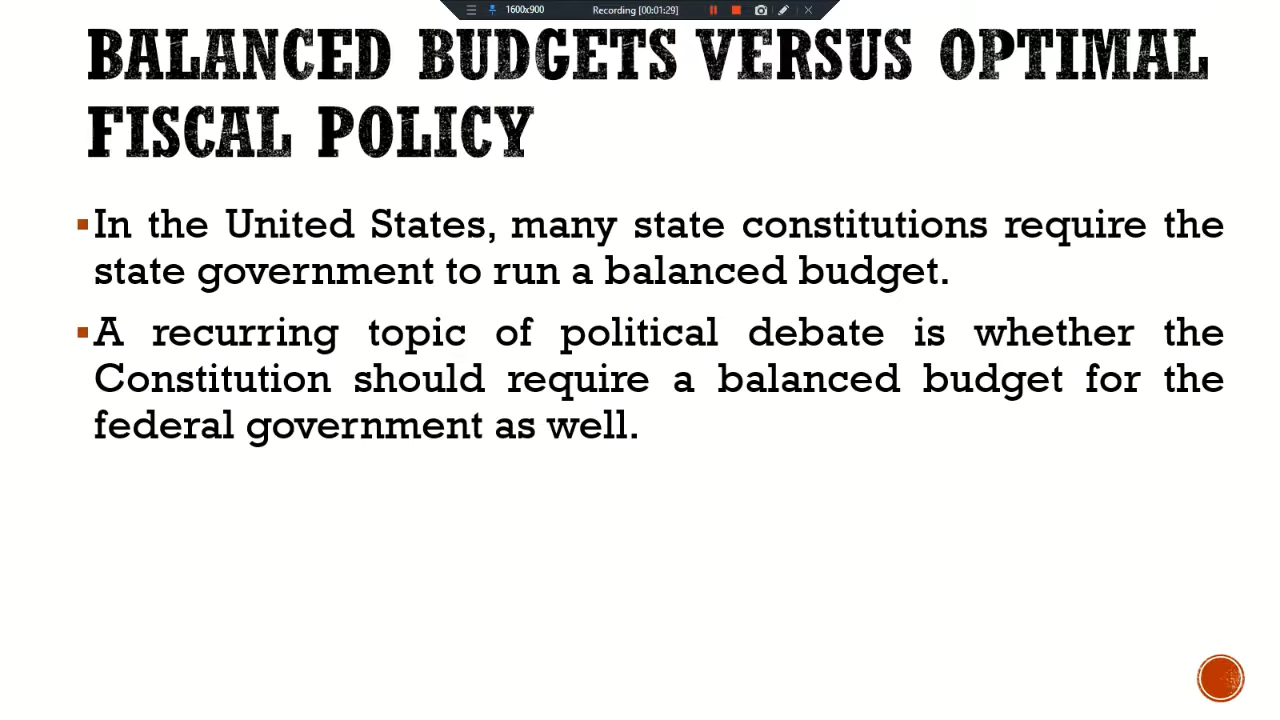 1600x900 Recording [00:01:29]
BALANCED BUDGETS VERSUS OPTIMAL
FISCAL POLICY
▪In the United States, many state constitutions require the
state government to run a balanced budget.
▪A recurring topic of political debate is whether the
Constitution should require a balanced budget for the
federal government as well.